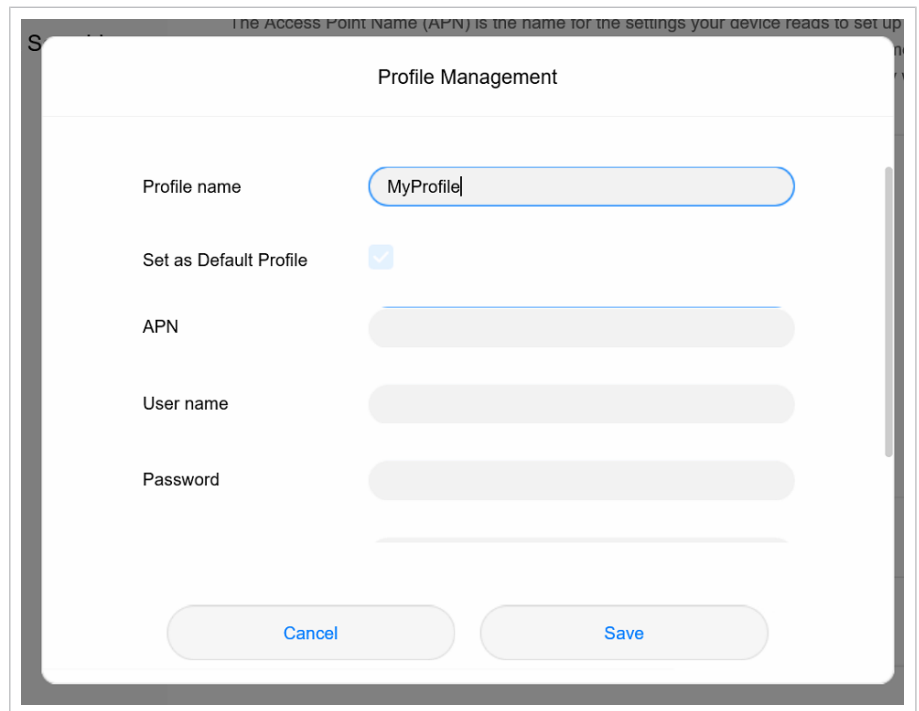 The Access Point Name (APN) is the name for the settings your device reads to set up
Profile Management
Profile name
MyProfile
Set as Default Profile
APN
User name
Password
Cancel
Save